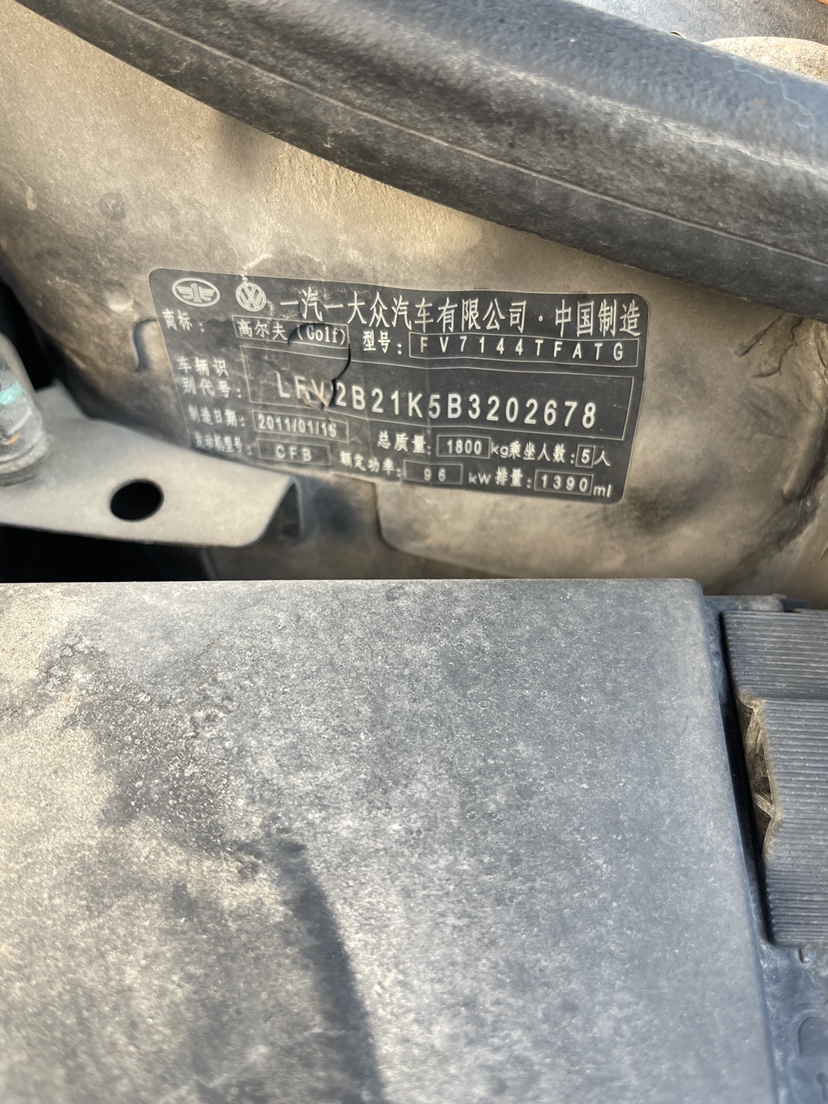 一汽一大众汽车有限公司·中国制造
商标: 高尔夫 (Golf) 型号: FV7144TFATG
车辆识别代号: LFV2B21K5B3202678
制造日期: 2011/01/15 总质量: 1800 kg 乘坐人数: 5 人
发动机型号: CFB 额定功率: 96 kW 排量: 1390 ml